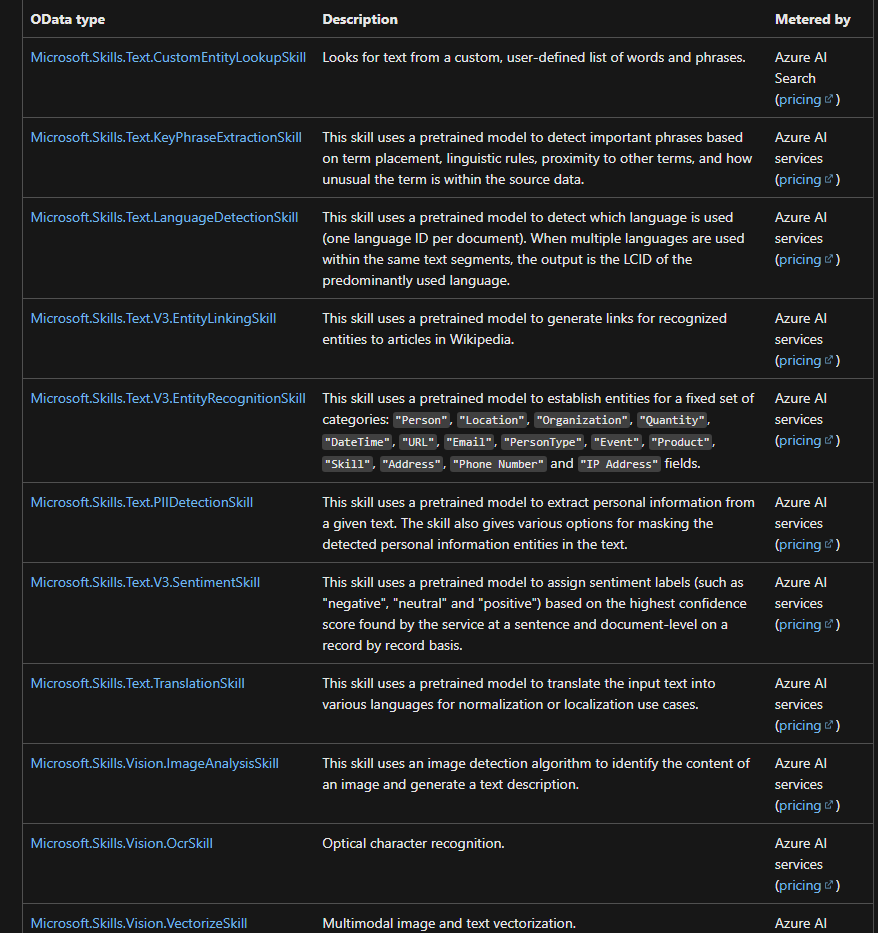 OData type Description Metered by
Microsoft.Skills.Text.CustomEntityLookupSkill Looks for text from a custom, user-defined list of words and phrases. Azure AI
Search
(pricing)
Microsoft.Skills.Text.KeyPhraseExtractionSkill This skill uses a pretrained model to detect important phrases based Azure AI
on term placement, linguistic rules, proximity to other terms, and how services
unusual the term is within the source data. (pricing)
Microsoft.Skills.Text.LanguageDetectionSkill This skill uses a pretrained model to detect which language is used Azure AI
(one language ID per document). When multiple languages are used services
within the same text segments, the output is the LCID of the (pricing)
predominantly used language.
Microsoft.Skills.Text.V3.EntityLinkingSkill This skill uses a pretrained model to generate links for recognized Azure AI
entities to articles in Wikipedia. services
(pricing)
Microsoft.Skills.Text.V3.EntityRecognitionSkill This skill uses a pretrained model to establish entities for a fixed set of Azure AI
categories: "Person", "Location", "Organization", "Quantity", services
"DateTime", "URL", "Email", "PersonType", "Event", "Product", (pricing)
"Skill", "Address", "Phone Number" and "IP Address" fields.
Microsoft.Skills.Text.PIIDetectionSkill This skill uses a pretrained model to extract personal information from Azure AI
a given text. The skill also gives various options for masking the services
detected personal information entities in the text. (pricing)
Microsoft.Skills.Text.V3.SentimentSkill This skill uses a pretrained model to assign sentiment labels (such as Azure AI
"negative", "neutral" and "positive") based on the highest confidence services
score found by the service at a sentence and document-level on a (pricing)
record by record basis.
Microsoft.Skills.Text.TranslationSkill This skill uses a pretrained model to translate the input text into Azure AI
various languages for normalization or localization use cases. services
(pricing)
Microsoft.Skills.Vision.ImageAnalysisSkill This skill uses an image detection algorithm to identify the content of Azure AI
an image and generate a text description. services
(pricing)
Microsoft.Skills.Vision.OcrSkill Optical character recognition. Azure AI
services
(pricing)
Microsoft.Skills.Vision.VectorizeSkill Multimodal image and text vectorization. Azure AI